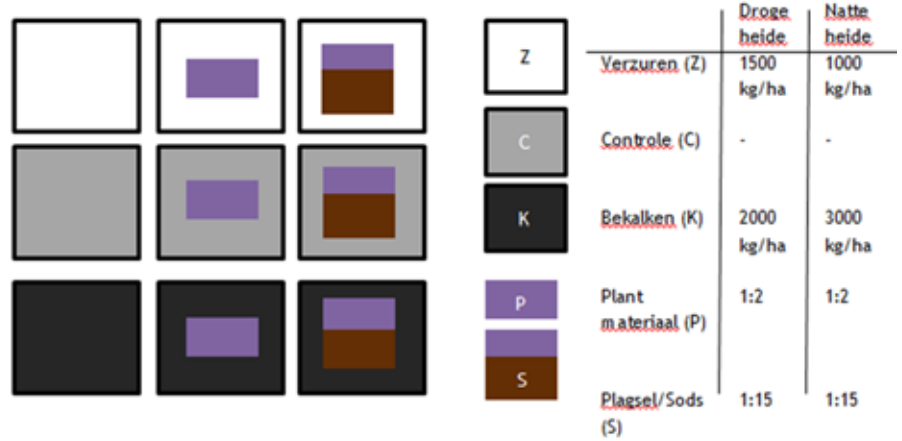 Z
C
K
P
S
Droge heide
Natte heide
Verzuren (Z) 1500 kg/ha 1000 kg/ha
Controle (C) - -
Bekalken (K) 2000 kg/ha 3000 kg/ha
Plant materiaal (P) 1:2 1:2
Plagsel/Sods (S) 1:15 1:15